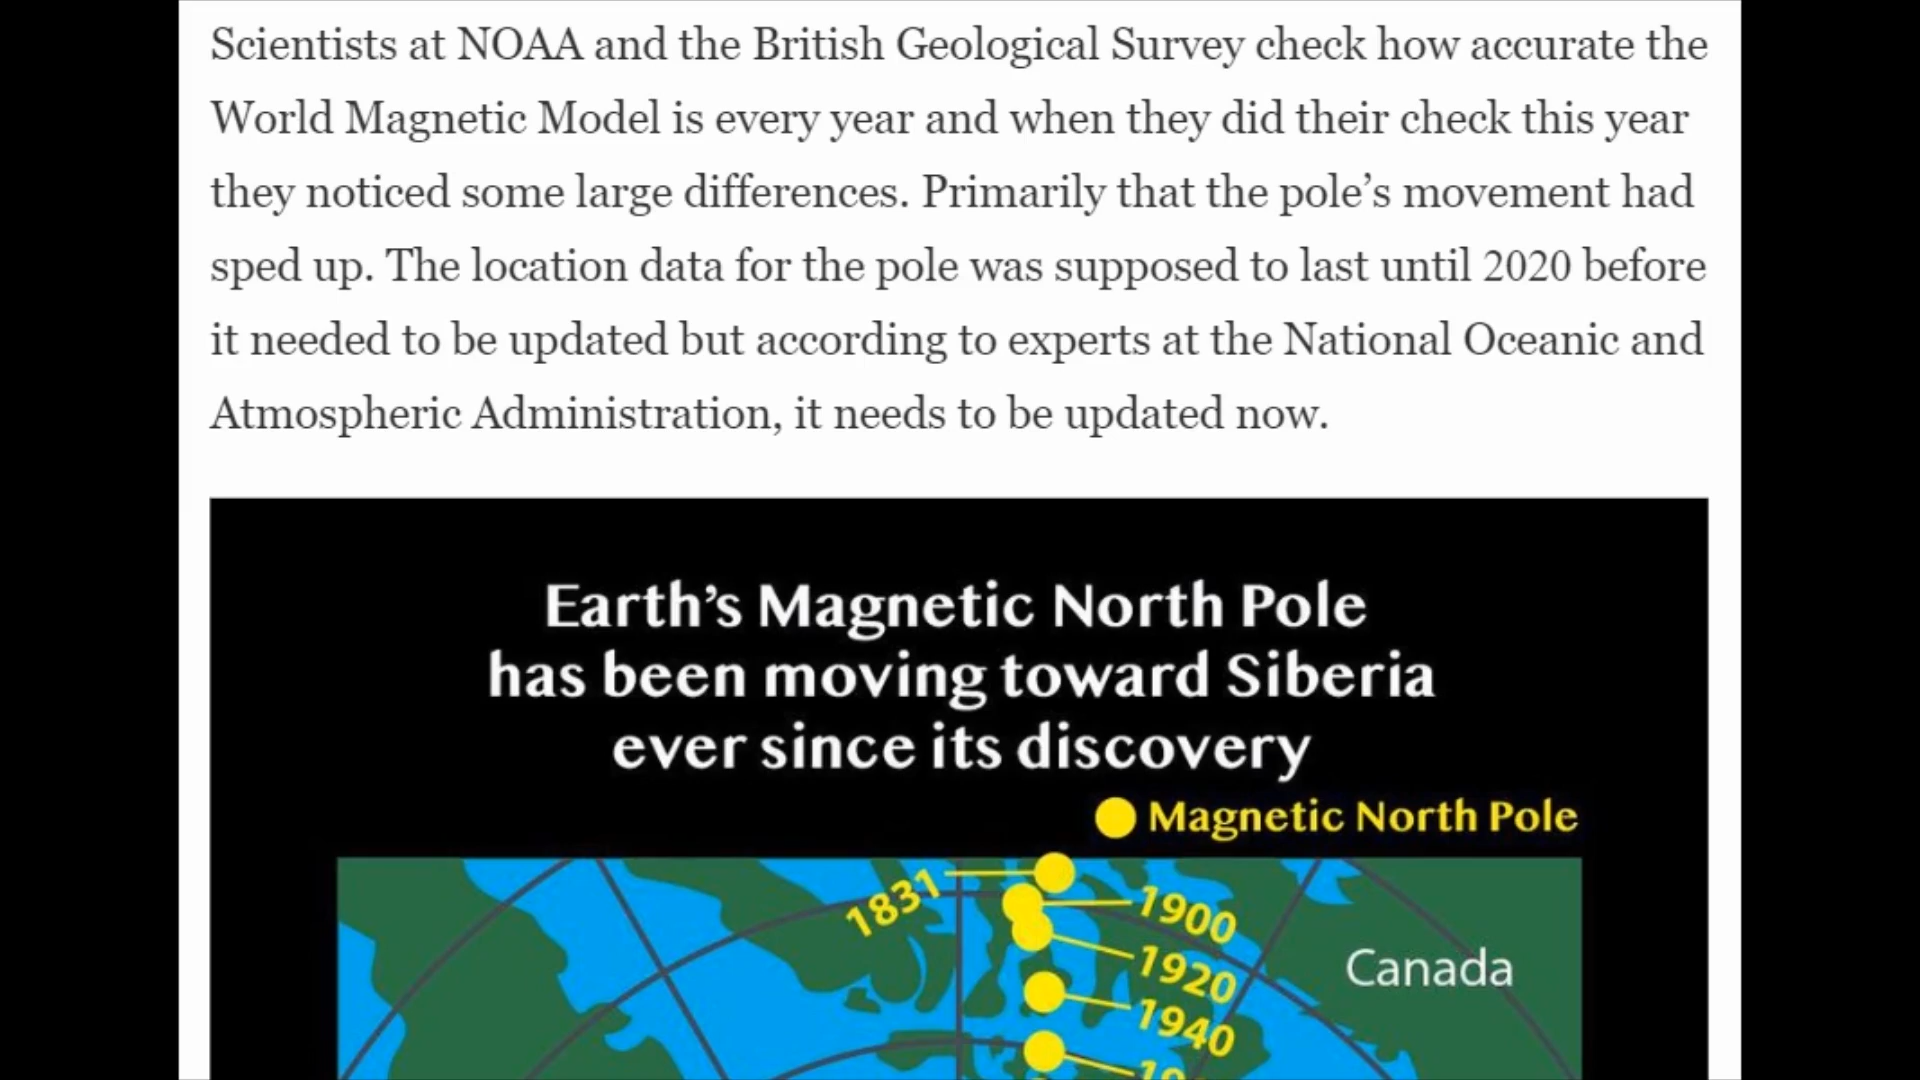 Scientists at NOAA and the British Geological Survey check how accurate the
World Magnetic Model is every year and when they did their check this year
they noticed some large differences. Primarily that the pole’s movement had
sped up. The location data for the pole was supposed to last until 2020 before
it needed to be updated but according to experts at the National Oceanic and
Atmospheric Administration, it needs to be updated now.
Earth’s Magnetic North Pole
has been moving toward Siberia
ever since its discovery
Magnetic North Pole
1831
1900
1920
Canada
1940